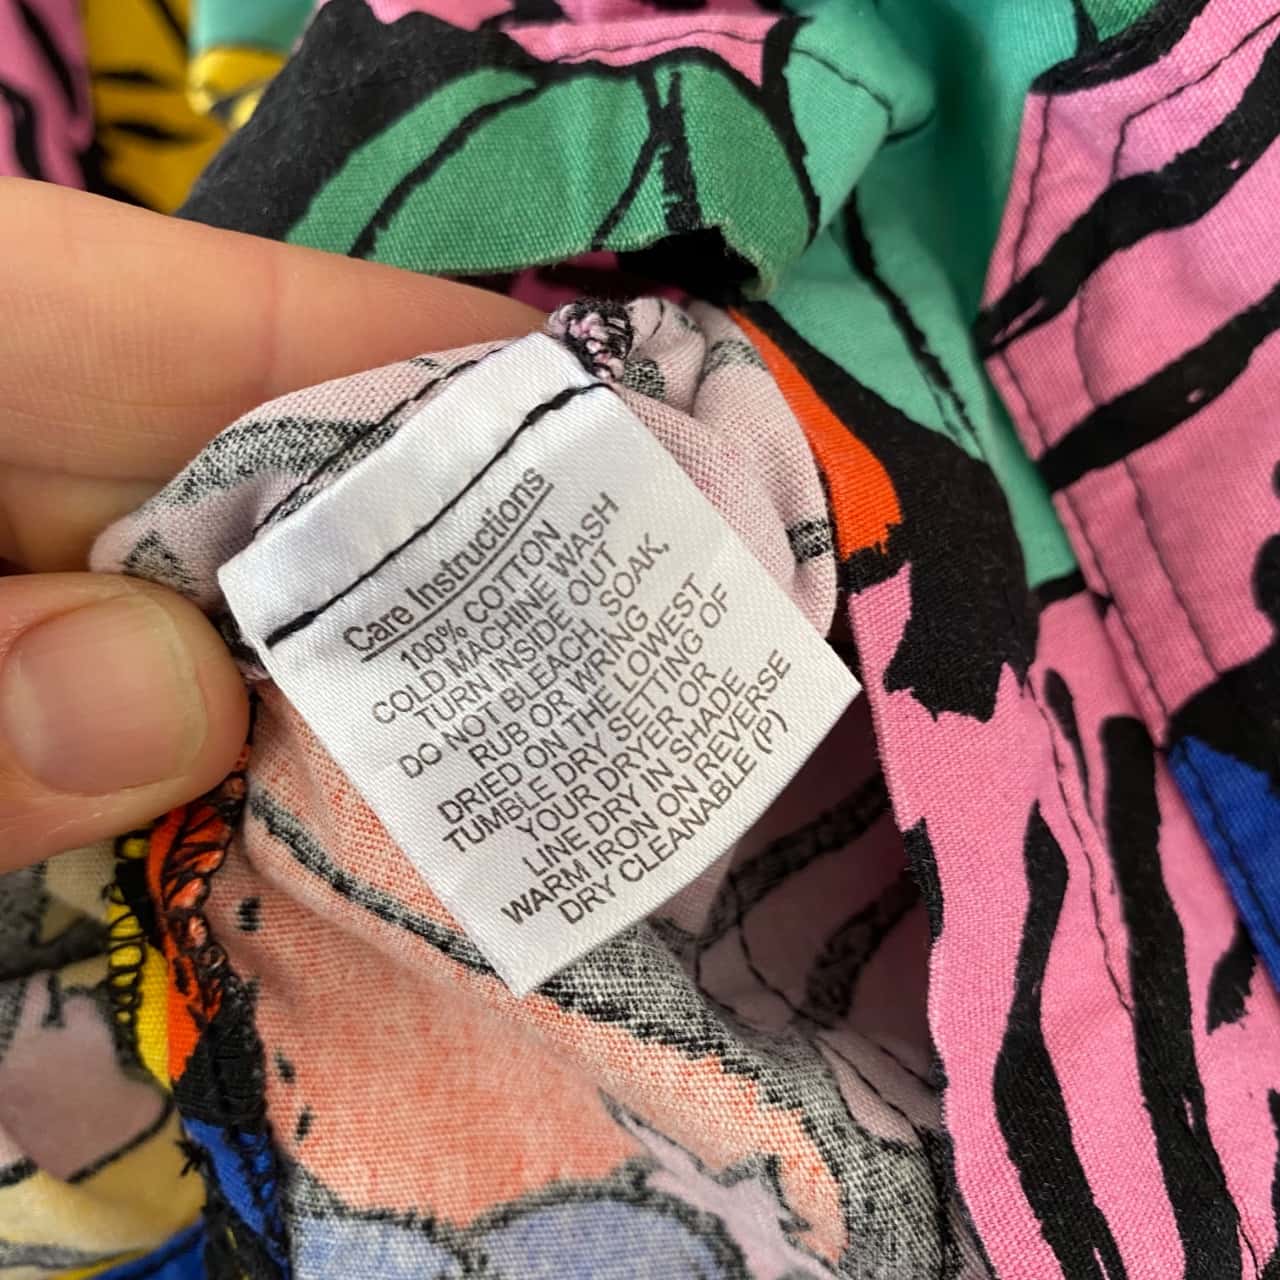 Care Instructions
100% COTTON
COLD MACHINE WASH
TURN INSIDE OUT
DO NOT BLEACH, SOAK,
RUB OR WRING
DRIED ON THE LOWEST
TUMBLE DRY SETTING OF
YOUR DRYER OR
LINE DRY IN SHADE
WARM IRON ON REVERSE
DRY CLEANABLE (P)